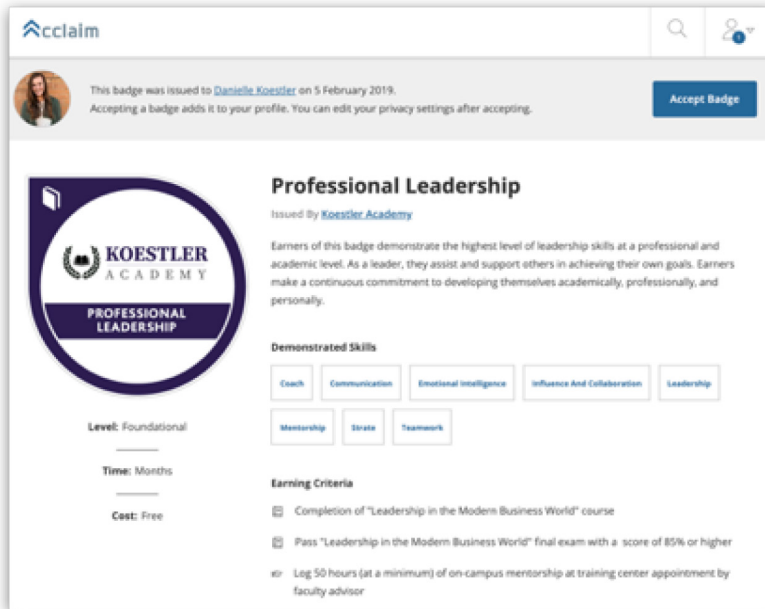 Acclaim
This badge was issued to Danielle Koestler on 5 February 2019.
Accepting a badge adds it to your profile. You can edit your privacy settings after accepting.
Accept Badge
KOESTLER
ACADEMY
PROFESSIONAL
LEADERSHIP
Level: Foundational
Time: Months
Cost: Free
Professional Leadership
Issued By Koestler Academy
Earners of this badge demonstrate the highest level of leadership skills at a professional and
academic level. As a leader, they assist and support others in achieving their own goals. Earners
make a continuous commitment to developing themselves academically, professionally, and
personally.
Demonstrated Skills
Coach Communication Emotional Intelligence Influence And Collaboration Leadership
Mentorship Strate Teamwork
Earning Criteria
Completion of "Leadership in the Modern Business World" course
Pass "Leadership in the Modern Business World" final exam with a score of 85% or higher
Log 50 hours (at a minimum) of on-campus mentorship at training center appointment by
faculty advisor